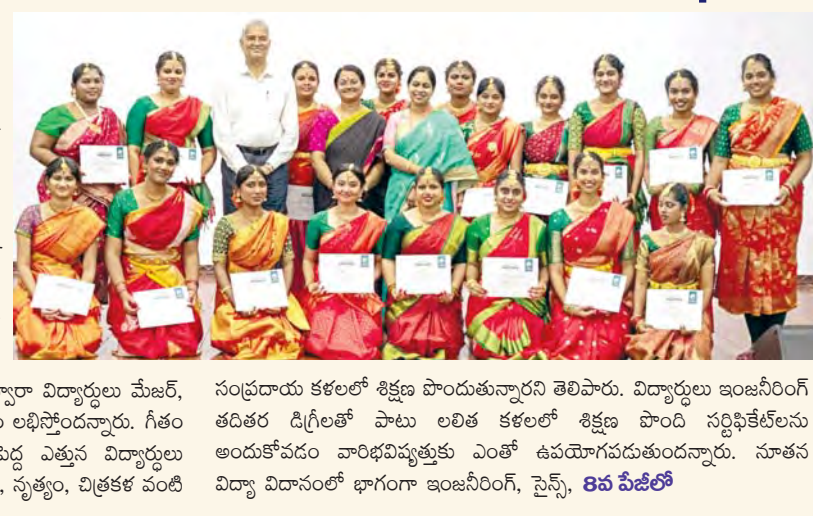 ద్వారా విద్యార్థులు మేజర్,
లభిస్తోందన్నారు. గీతం
ఎత్తున విద్యార్థులు
, నృత్యం, చిత్రకళ వంటి
సంప్రదాయ కళలలో శిక్షణ పొందుతున్నారని తెలిపారు. విద్యార్థులు ఇంజనీరింగ్
తదితర డిగ్రీలతో పాటు లలిత కళలలో శిక్షణ పొంది సర్టిఫికేట్‌లను
అందుకోవడం వారిభవిష్యత్తుకు ఎంతో ఉపయోగపడుతుందన్నారు. నూతన
విద్యా విదానంలో భాగంగా ఇంజనీరింగ్, సైన్స్, 8వ పేజీలో